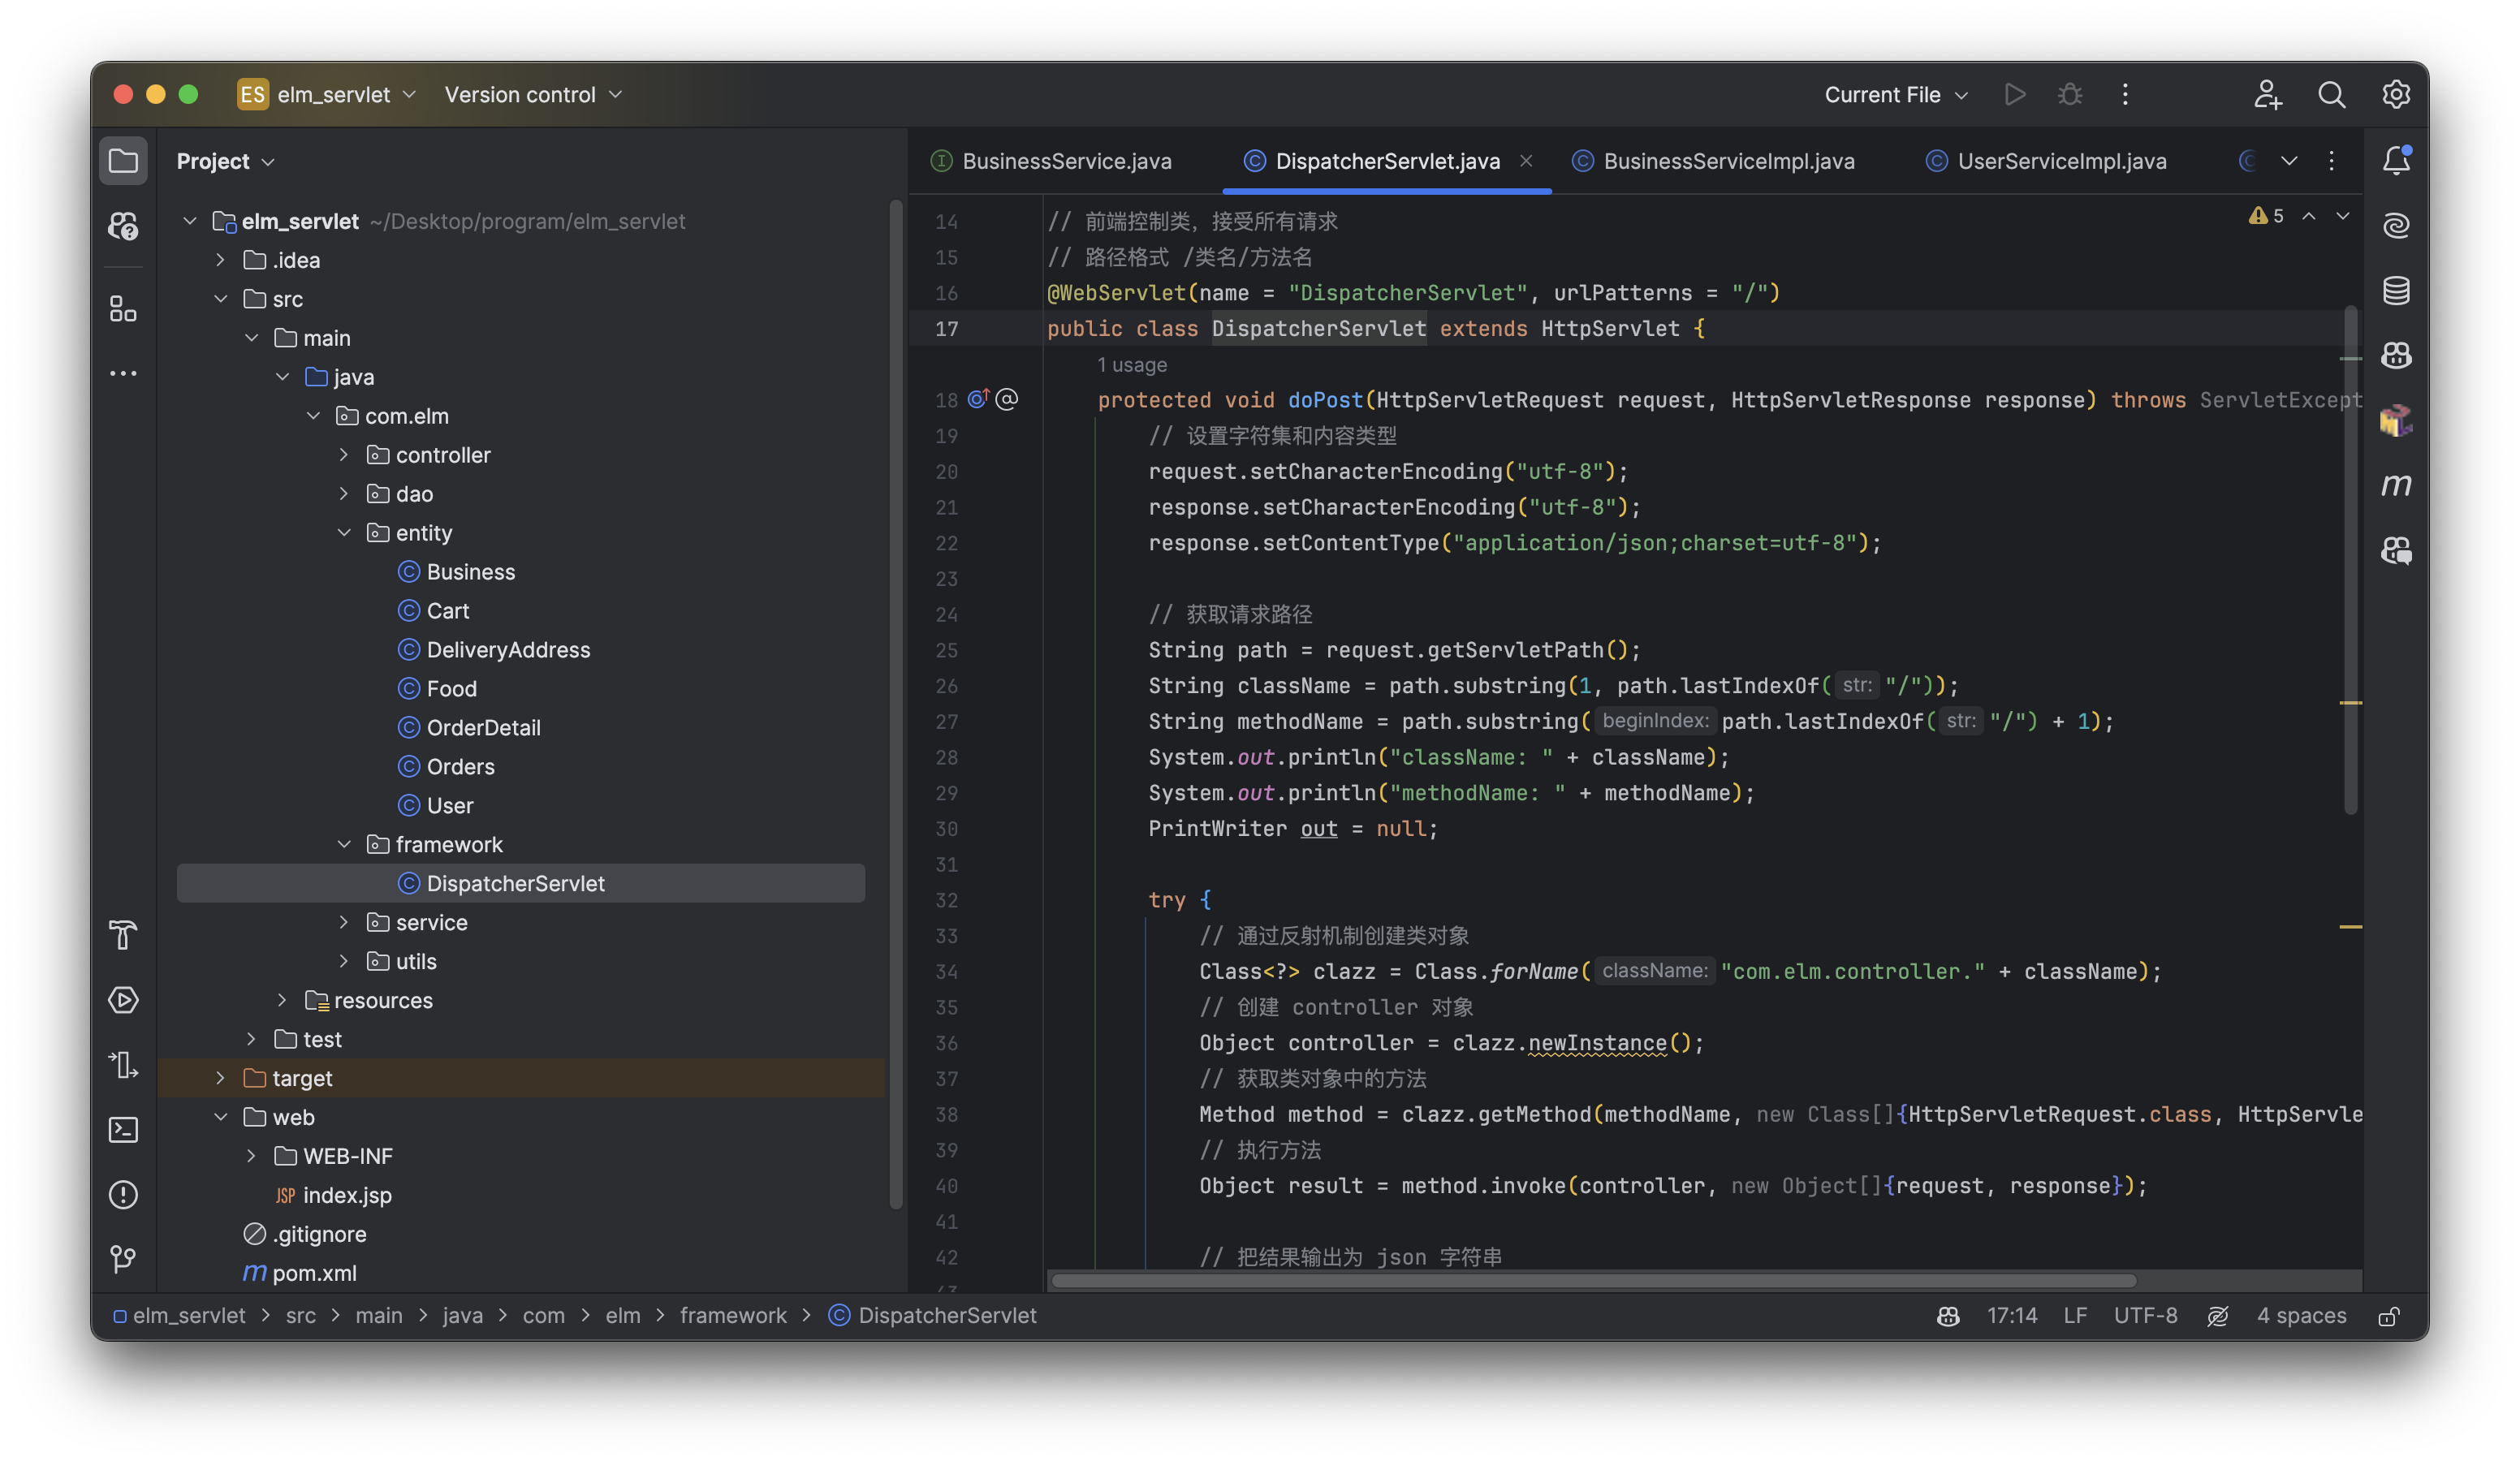 ES elm_servlet Version control Current File
Project
elm_servlet ~/Desktop/program/elm_servlet
.idea
src
main
java
com.elm
controller
dao
entity
Business
Cart
DeliveryAddress
Food
OrderDetail
Orders
User
framework
DispatcherServlet
service
utils
resources
test
target
web
WEB-INF
JSP index.jsp
.gitignore
m pom.xml
BusinessService.java DispatcherServlet.java BusinessServiceImpl.java UserServiceImpl.java
5
14 // 前端控制类，接受所有请求
15 // 路径格式 /类名/方法名
16 @WebServlet(name = "DispatcherServlet", urlPatterns = "/")
17 public class DispatcherServlet extends HttpServlet {
1 usage
18 protected void doPost(HttpServletRequest request, HttpServletResponse response) throws ServletExcept
19 // 设置字符集和内容类型
20 request.setCharacterEncoding("utf-8");
21 response.setCharacterEncoding("utf-8");
22 response.setContentType("application/json;charset=utf-8");
23
24 // 获取请求路径
25 String path = request.getServletPath();
26 String className = path.substring(1, path.lastIndexOf( str: "/"));
27 String methodName = path.substring( beginIndex: path.lastIndexOf( str: "/") + 1);
28 System.out.println("className: " + className);
29 System.out.println("methodName: " + methodName);
30 PrintWriter out = null;
31
32 try {
33 // 通过反射机制创建类对象
34 Class<?> clazz = Class.forName( className: "com.elm.controller." + className);
35 // 创建 controller 对象
36 Object controller = clazz.newInstance();
37 // 获取类对象中的方法
38 Method method = clazz.getMethod(methodName, new Class[]{HttpServletRequest.class, HttpServle
39 // 执行方法
40 Object result = method.invoke(controller, new Object[]{request, response});
41
42 // 把结果输出为 json 字符串
elm_servlet > src > main > java > com > elm > framework > DispatcherServlet
17:14 LF UTF-8 4 spaces